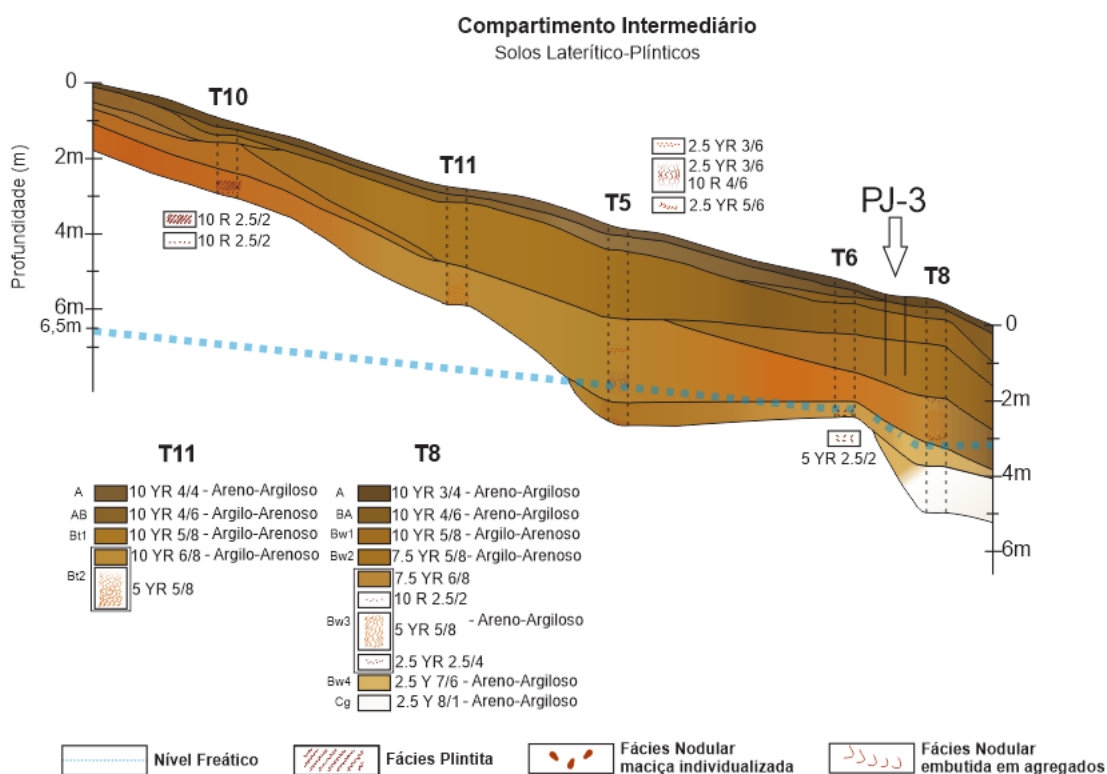 Compartimento Intermediário
Solos Laterítico-Plínticos
Profundidade (m)
0
2m
4m
6m
6,5m
T10
T11
T5
T6
PJ-3
T8
10 R 2.5/2
10 R 2.5/2
2.5 YR 3/6
2.5 YR 3/6
10 R 4/6
2.5 YR 5/6
5 YR 2.5/2
0
2m
4m
6m
T11
A 10 YR 4/4 - Areno-Argiloso
AB 10 YR 4/6 - Argilo-Arenoso
Bt1 10 YR 5/8 - Argilo-Arenoso
10 YR 6/8 - Argilo-Arenoso
Bt2
5 YR 5/8
T8
A 10 YR 3/4 - Areno-Argiloso
BA 10 YR 4/6 - Areno-Argiloso
Bw1 10 YR 5/8 - Argilo-Arenoso
Bw2 7.5 YR 5/8 - Argilo-Arenoso
7.5 YR 6/8
10 R 2.5/2
Bw3 5 YR 5/8 - Areno-Argiloso
2.5 YR 2.5/4
Bw4 2.5 Y 7/6 - Areno-Argiloso
Cg 2.5 Y 8/1 - Areno-Argiloso
Nível Freático
Fácies Plintita
Fácies Nodular
maciça individualizada
Fácies Nodular
embutida em agregados